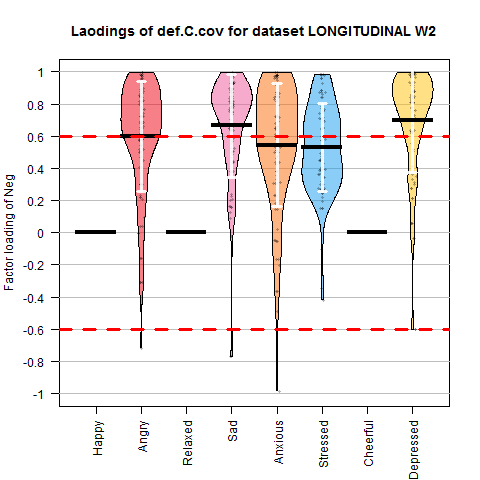 Laodings of def.C.cov for dataset LONGITUDINAL W2
Factor loading of Neg
1
0.8
0.6
0.4
0.2
0
-0.2
-0.4
-0.6
-0.8
-1
Happy
Angry
Relaxed
Sad
Anxious
Stressed
Cheerful
Depressed